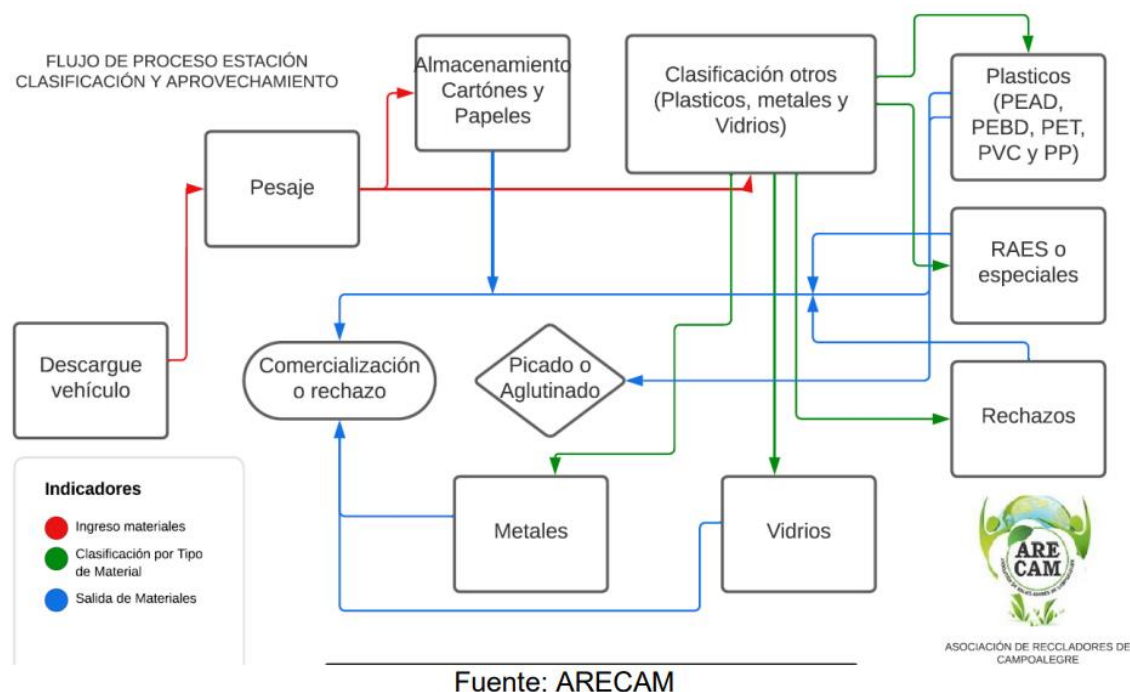 FLUJO DE PROCESO ESTACIÓN
CLASIFICACIÓN Y APROVECHAMIENTO
Almacenamiento
Cartónes y
Papeles
Clasificación otros
(Plasticos, metales y
Vidrios)
Plasticos
(PEAD,
PEBD, PET,
PVC y PP)
Pesaje
RAES o
especiales
Descargue
vehículo
Comercialización
o rechazo
Picado o
Aglutinado
Rechazos
Indicadores
Ingreso materiales
Clasificación por Tipo
de Material
Salida de Materiales
Metales
Vidrios
ARE
CAM
ASOCIACIÓN DE RECCLADORES DE
CAMPOALEGRE
Fuente: ARECAM